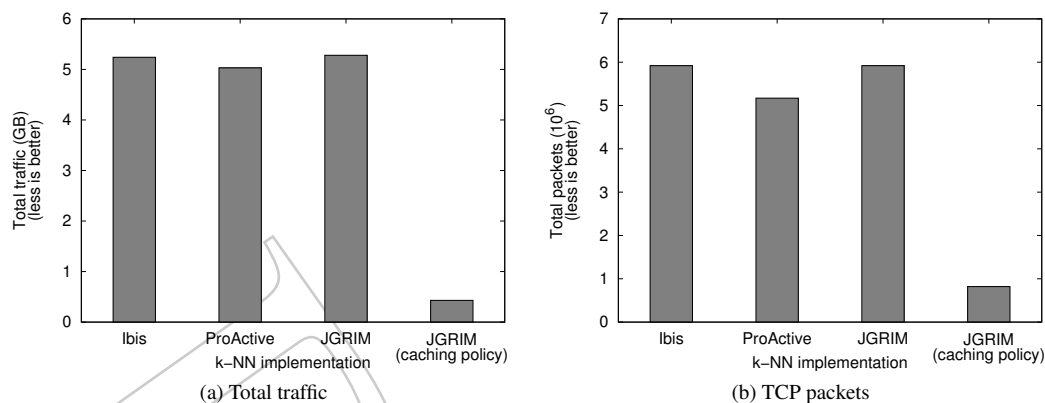 Total traffic (GB)
(less is better)
6
5
4
3
2
1
0
Ibis
ProActive
JGRIM
JGRIM
(caching policy)
k−NN implementation
(a) Total traffic
Total packets (10^6)
(less is better)
7
6
5
4
3
2
1
0
Ibis
ProActive
JGRIM
JGRIM
(caching policy)
k−NN implementation
(b) TCP packets